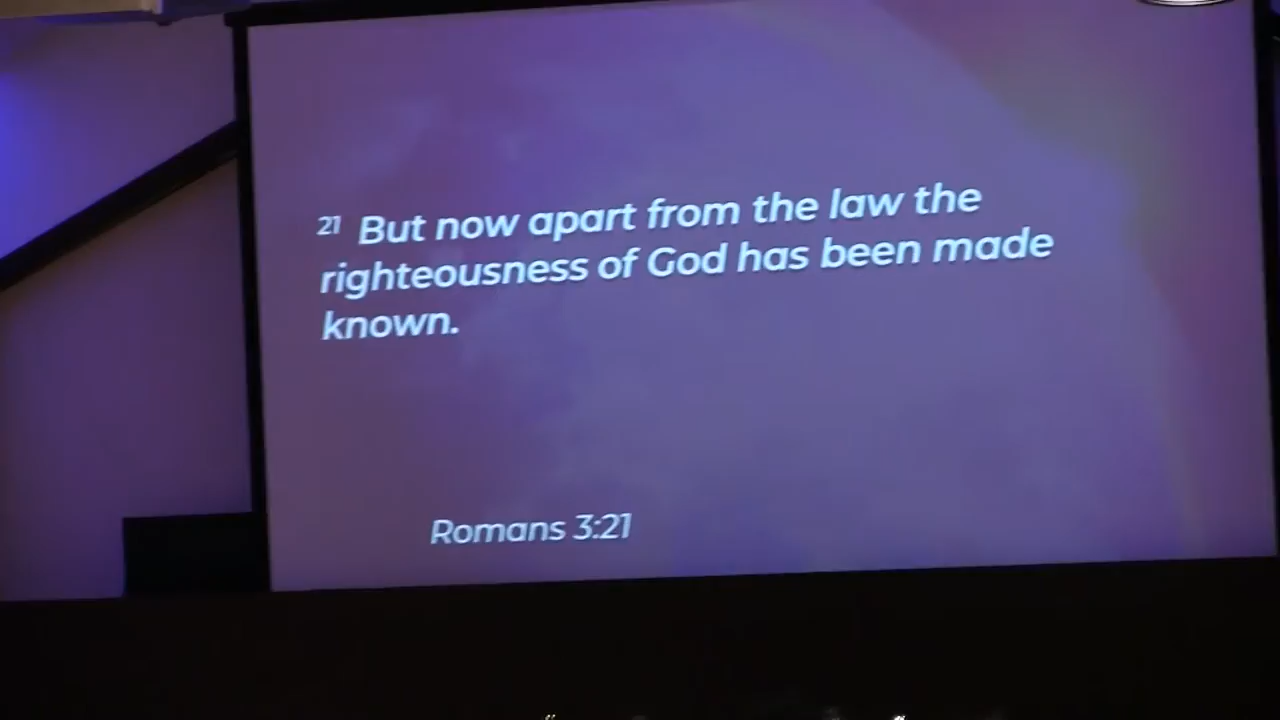 21 But now apart from the law the
righteousness of God has been made
known.
Romans 3:21